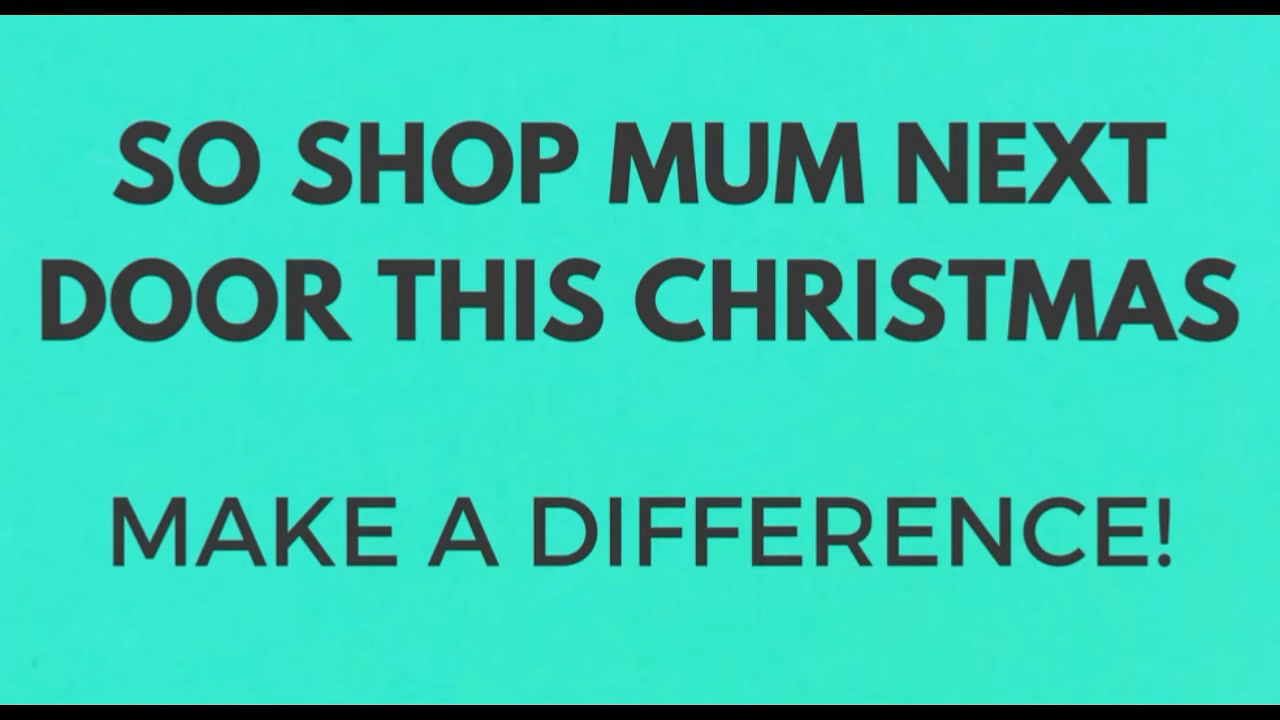 SO SHOP MUM NEXT
DOOR THIS CHRISTMAS
MAKE A DIFFERENCE!